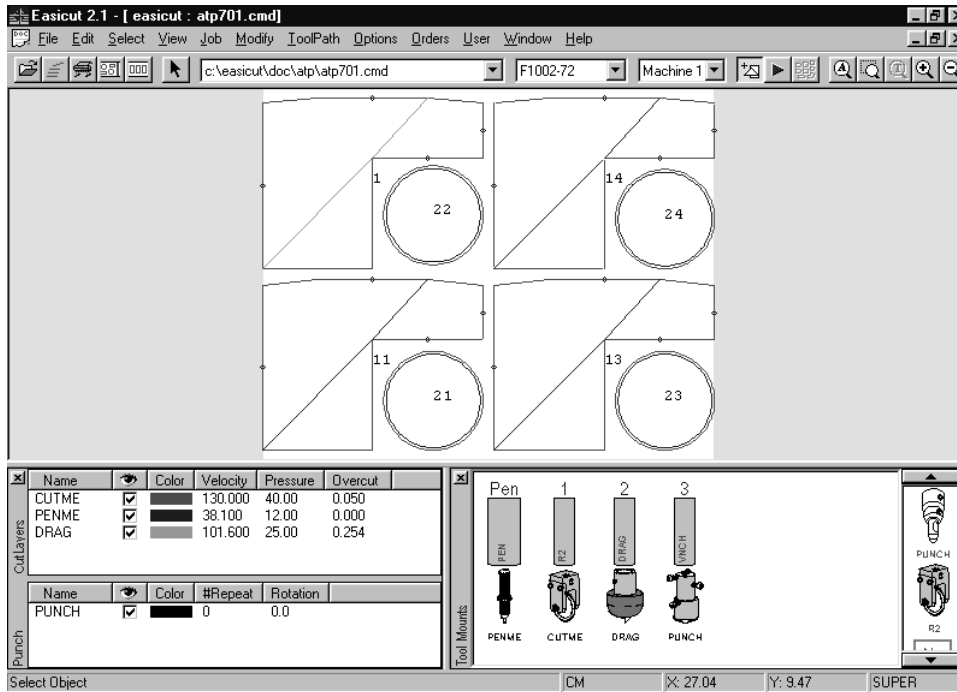 Easicut 2.1 - [ easicut : atp701.cmd]
File Edit Select View Job Modify ToolPath Options Orders User Window Help
c:\easicut\doc\atp\atp701.cmd F1002-72 Machine 1
1
22
14
24
11
21
13
23
CutLayers
Name Color Velocity Pressure Overcut
CUTME 130.000 40.00 0.050
PENME 38.100 12.00 0.000
DRAG 101.600 25.00 0.254
Punch
Name Color #Repeat Rotation
PUNCH 0 0.0
Tool Mounts
Pen 1 2 3
PEN R2 DRAG VNCH
PENME CUTME DRAG PUNCH
PUNCH
R2
Select Object CM X: 27.04 Y: 9.47 SUPER